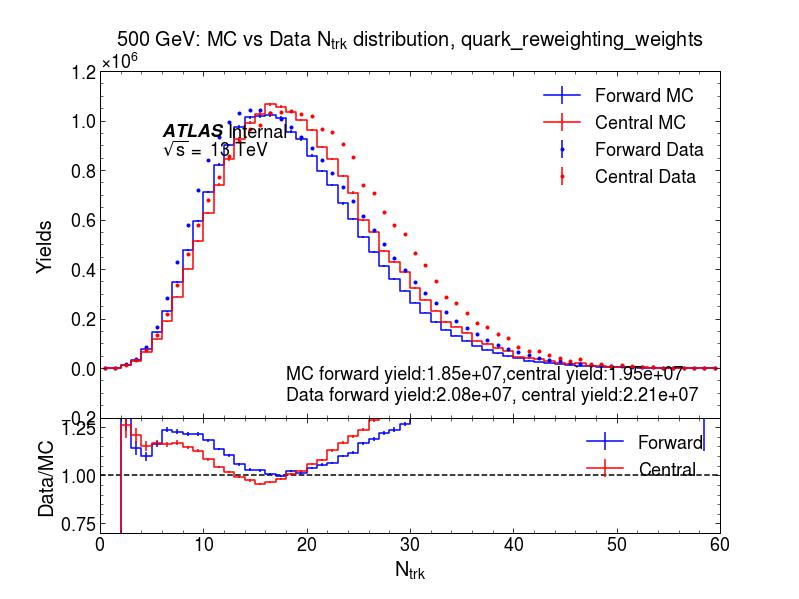 500 GeV: MC vs Data Ntrk distribution, quark_reweighting_weights
×10^6
1.2
1.0
0.8
0.6
0.4
0.2
0.0
0.2
Yields
ATLAS Internal
√s = 13 TeV
Forward MC
Central MC
Forward Data
Central Data
MC forward yield:1.85e+07,central yield:1.95e+07
Data forward yield:2.08e+07, central yield:2.21e+07
1.25
1.00
0.75
Data/MC
Forward
Central
0 10 20 30 40 50 60
Ntrk